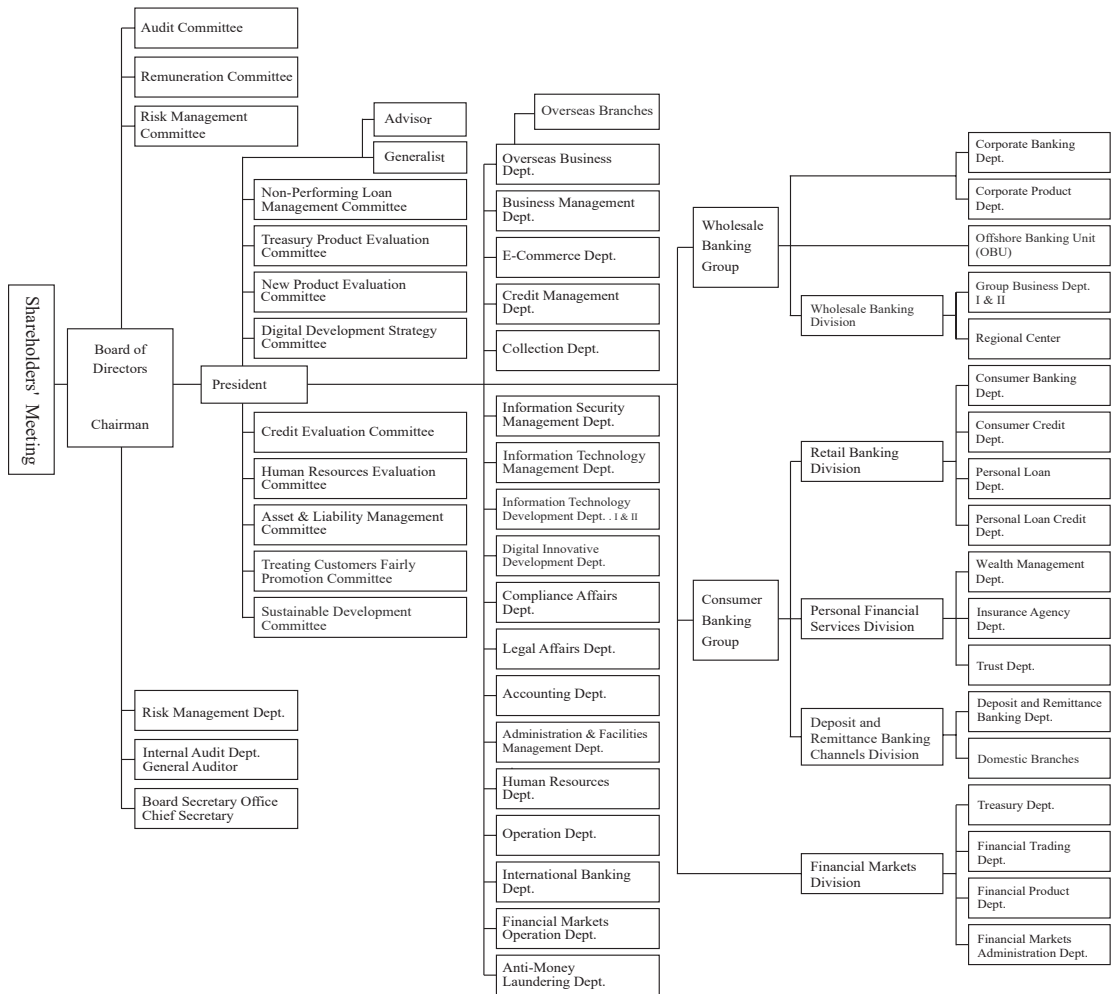 Shareholders' Meeting
Board of
Directors
Chairman
Audit Committee
Remuneration Committee
Risk Management
Committee
Risk Management Dept.
Internal Audit Dept.
General Auditor
Board Secretary Office
Chief Secretary
President
Advisor
Generalist
Non-Performing Loan
Management Committee
Treasury Product Evaluation
Committee
New Product Evaluation
Committee
Digital Development Strategy
Committee
Credit Evaluation Committee
Human Resources Evaluation
Committee
Asset & Liability Management
Committee
Treating Customers Fairly
Promotion Committee
Sustainable Development
Committee
Overseas Branches
Overseas Business
Dept.
Business Management
Dept.
E-Commerce Dept.
Credit Management
Dept.
Collection Dept.
Information Security
Management Dept.
Information Technology
Management Dept.
Information Technology
Development Dept. . I & II
Digital Innovative
Development Dept.
Compliance Affairs
Dept.
Legal Affairs Dept.
Accounting Dept.
Administration & Facilities
Management Dept.
Human Resources
Dept.
Operation Dept.
International Banking
Dept.
Financial Markets
Operation Dept.
Anti-Money
Laundering Dept.
Wholesale
Banking
Group
Corporate Banking
Dept.
Corporate Product
Dept.
Offshore Banking Unit
(OBU)
Wholesale Banking
Division
Group Business Dept.
I & II
Regional Center
Consumer
Banking
Group
Retail Banking
Division
Consumer Banking
Dept.
Consumer Credit
Dept.
Personal Loan
Dept.
Personal Loan Credit
Dept.
Personal Financial
Services Division
Wealth Management
Dept.
Insurance Agency
Dept.
Trust Dept.
Deposit and
Remittance Banking
Channels Division
Deposit and Remittance
Banking Dept.
Domestic Branches
Financial Markets
Division
Treasury Dept.
Financial Trading
Dept.
Financial Product
Dept.
Financial Markets
Administration Dept.